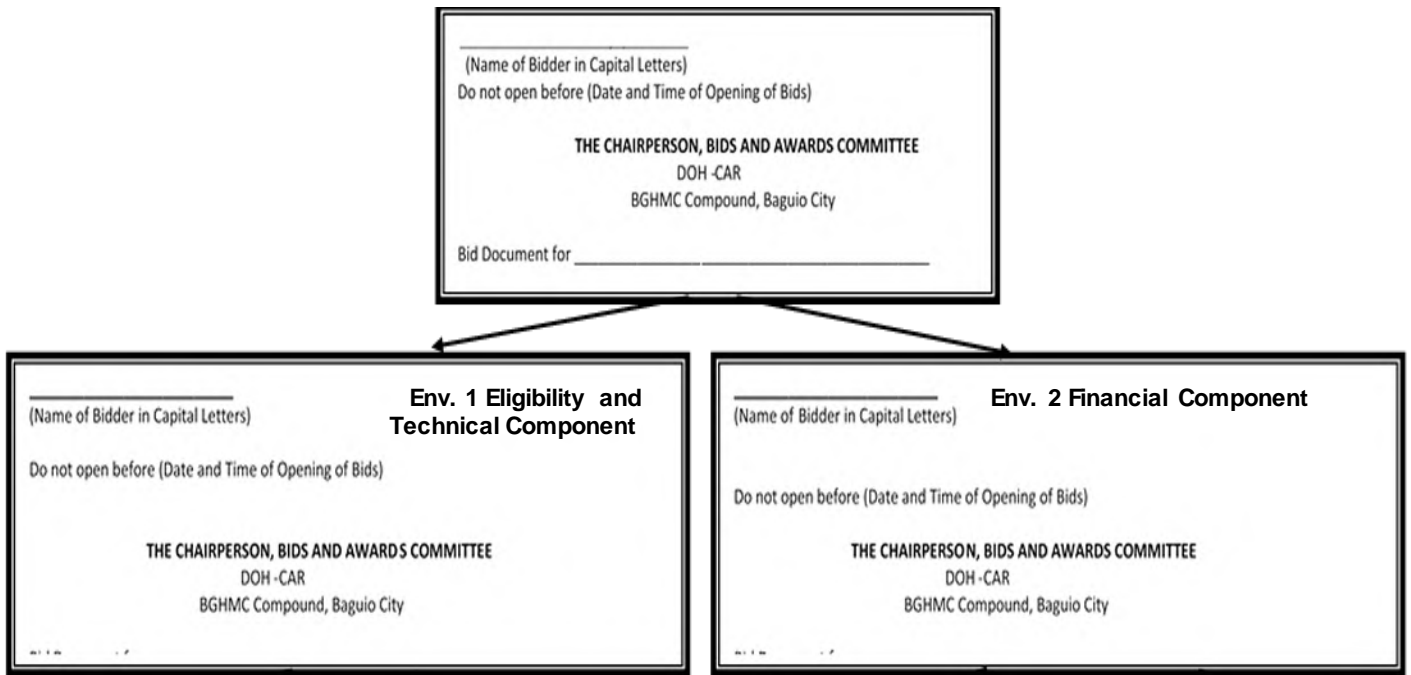 (Name of Bidder in Capital Letters)
Do not open before (Date and Time of Opening of Bids)
THE CHAIRPERSON, BIDS AND AWARDS COMMITTEE
DOH -CAR
BGHMC Compound, Baguio City
Bid Document for
Env. 1 Eligibility and
Technical Component
(Name of Bidder in Capital Letters)
Do not open before (Date and Time of Opening of Bids)
THE CHAIRPERSON, BIDS AND AWARDS COMMITTEE
DOH -CAR
BGHMC Compound, Baguio City
Env. 2 Financial Component
(Name of Bidder in Capital Letters)
Do not open before (Date and Time of Opening of Bids)
THE CHAIRPERSON, BIDS AND AWARDS COMMITTEE
DOH -CAR
BGHMC Compound, Baguio City